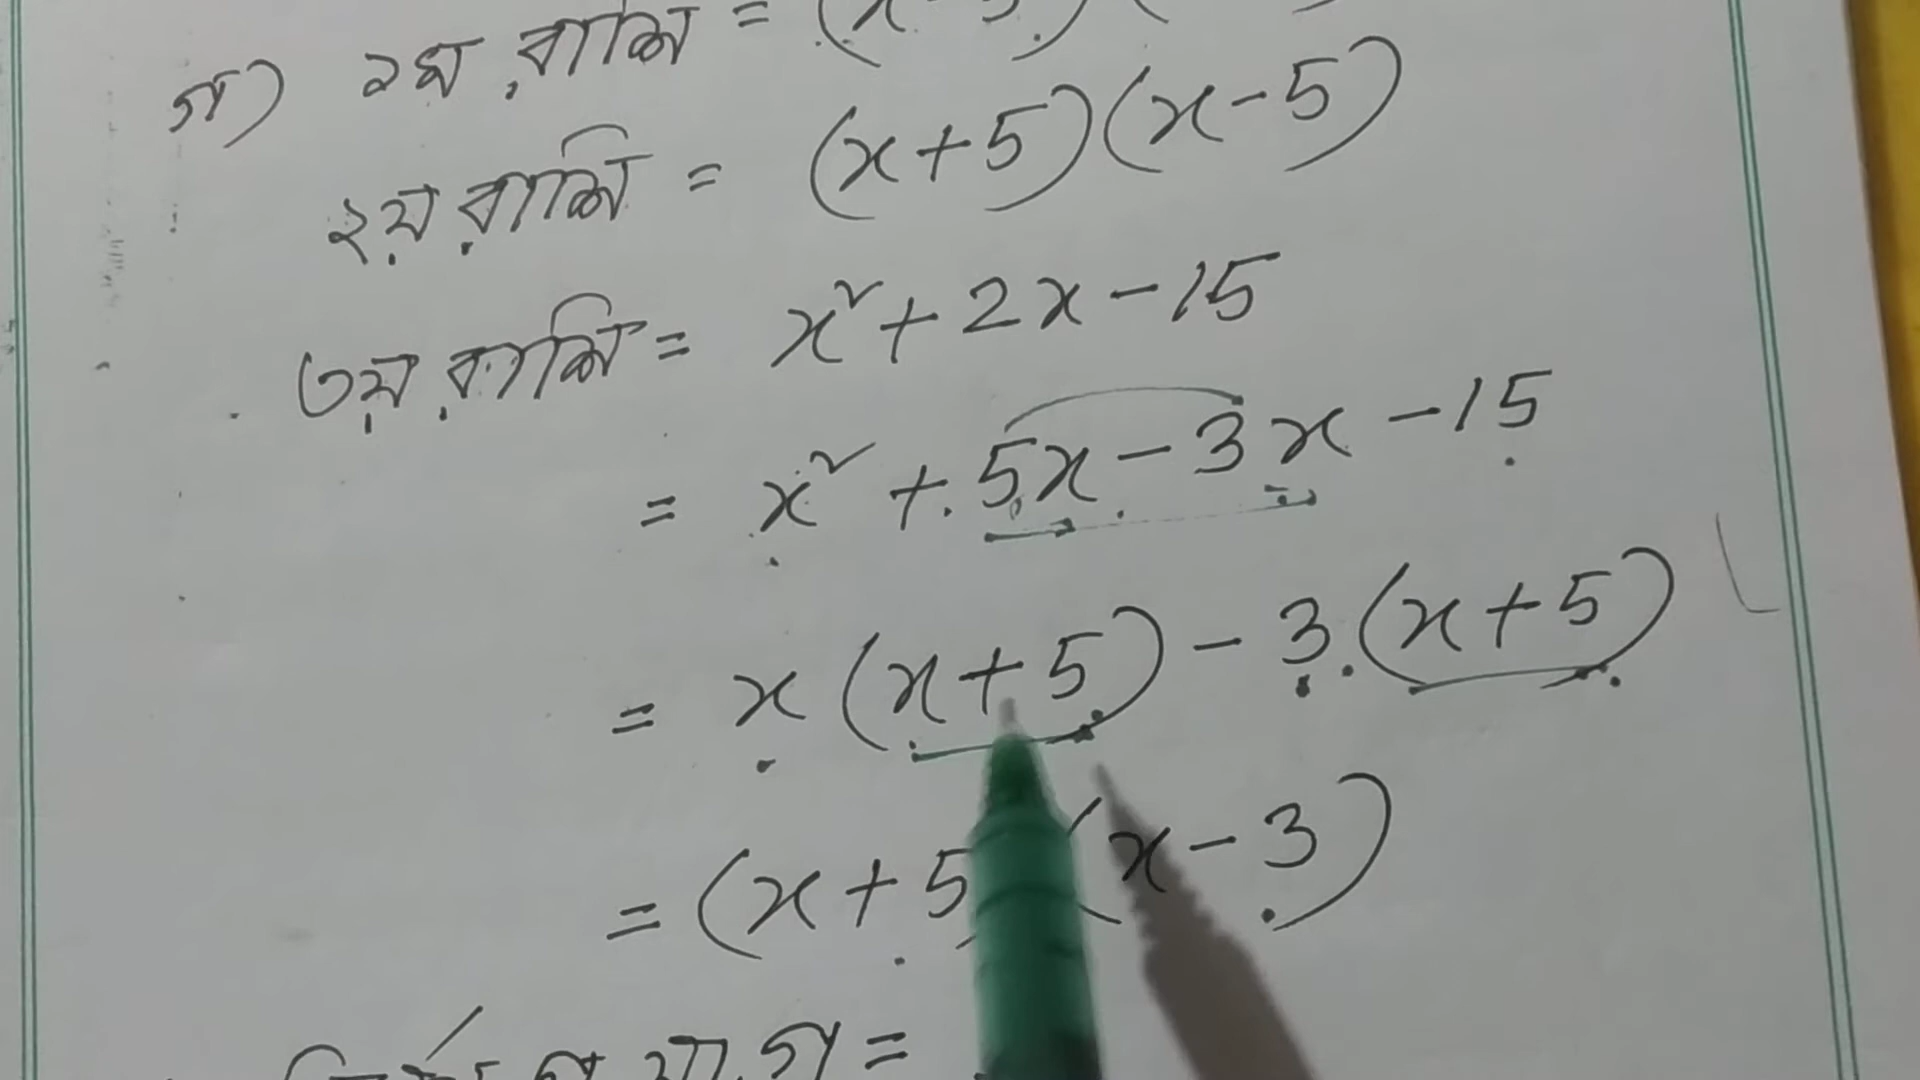 গ) ১ম রাশি = (x
২য় রাশি = (x+5)(x-5)
৩য় রাশি = x² + 2x - 15
= x² + 5x - 3x - 15
= x(x+5) - 3(x+5)
= (x+5 (x-3)
গ.সা.গু =